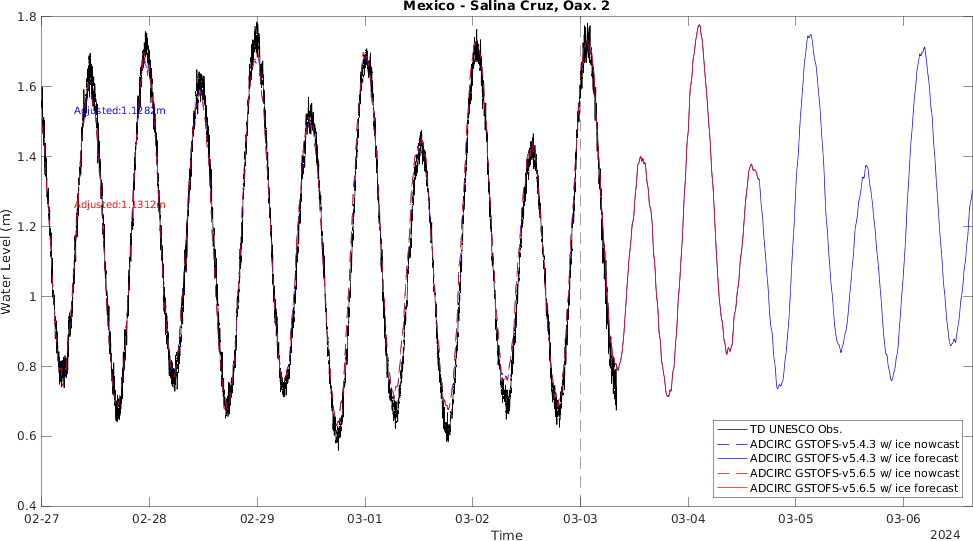 Mexico - Salina Cruz, Oax. 2
1.8
1.6
1.4
1.2
1
0.8
0.6
0.4
Water Level (m)
Adjusted:1.1282m
Adjusted:1.1312m
TD UNESCO Obs.
ADCIRC GSTOFS-v5.4.3 w/ ice nowcast
ADCIRC GSTOFS-v5.4.3 w/ ice forecast
ADCIRC GSTOFS-v5.6.5 w/ ice nowcast
ADCIRC GSTOFS-v5.6.5 w/ ice forecast
02-27 02-28 02-29 03-01 03-02 03-03 03-04 03-05 03-06
Time
2024